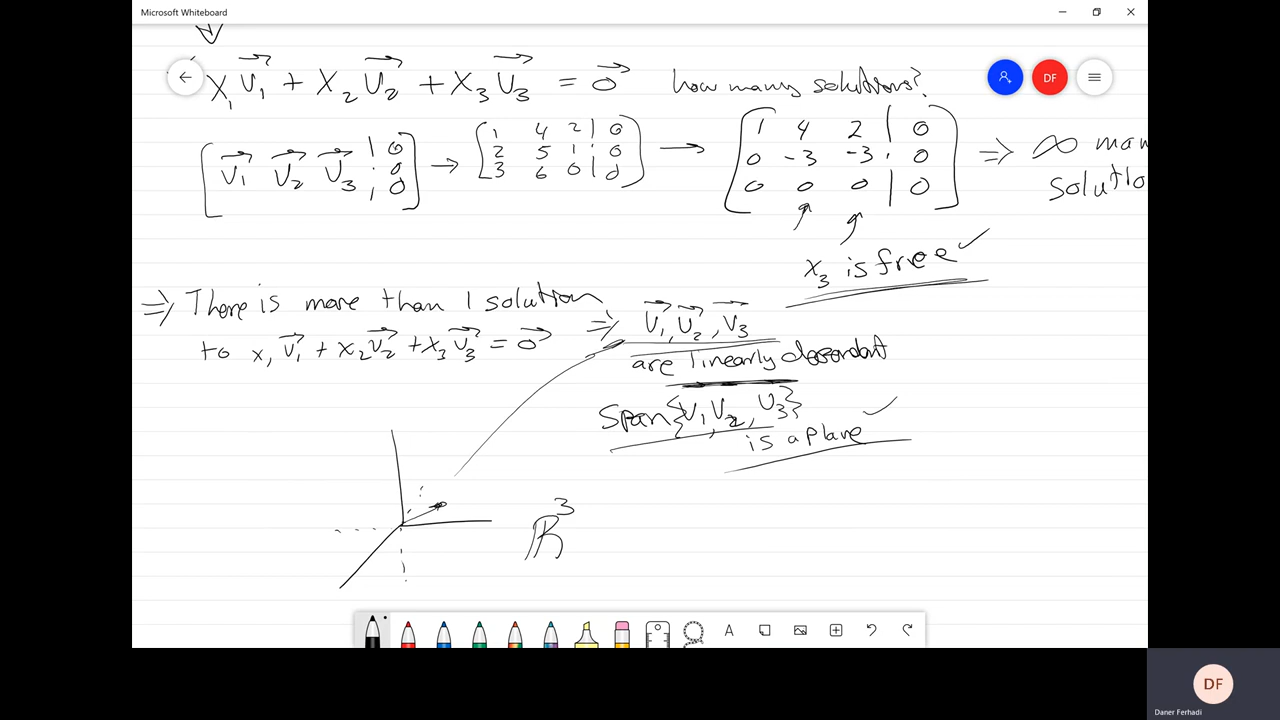 Microsoft Whiteboard
x₁v₁⃗ + x₂v₂⃗ + x₃v₃⃗ = 0⃗ how many solutions?
[v₁⃗ v₂⃗ v₃⃗ | 0 0 0] → [1 4 2 | 0; 2 5 1 | 0; 3 6 0 | 0] → [1 4 2 | 0; 0 -3 -3 | 0; 0 0 0 | 0] ⇒ ∞ man
solutio
x₃ is free ✓
⇒ There is more than 1 solution
to x₁v₁⃗ + x₂v₂⃗ + x₃v₃⃗ = 0⃗ ⇒ v₁⃗, v₂⃗, v₃⃗
are linearly dependant
Span{v₁, v₂, v₃}
is a plane ✓
ℝ³
DF
A
DF
Daner Ferhadi